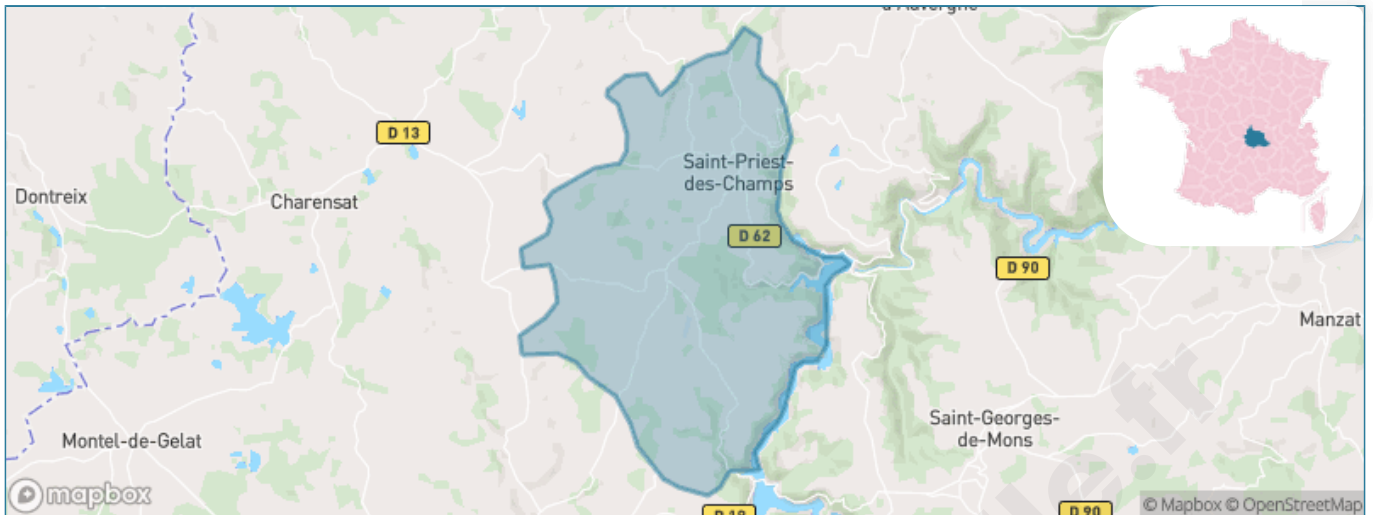 d'Auvergne
D 13
Saint-Priest-
des-Champs
Dontreix
Charensat
D 62
D 90
Manzat
Saint-Georges-
de-Mons
Montel-de-Gelat
mapbox
D 90
© Mapbox © OpenStreetMap